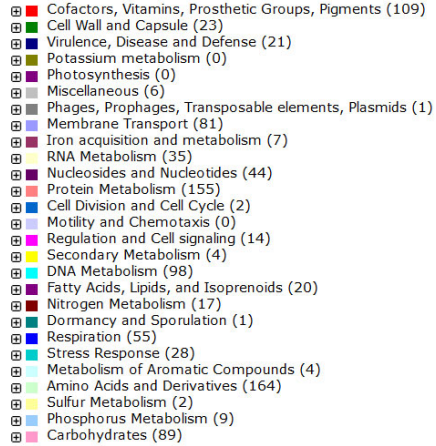 Cofactors, Vitamins, Prosthetic Groups, Pigments (109)
Cell Wall and Capsule (23)
Virulence, Disease and Defense (21)
Potassium metabolism (0)
Photosynthesis (0)
Miscellaneous (6)
Phages, Prophages, Transposable elements, Plasmids (1)
Membrane Transport (81)
Iron acquisition and metabolism (7)
RNA Metabolism (35)
Nucleosides and Nucleotides (44)
Protein Metabolism (155)
Cell Division and Cell Cycle (2)
Motility and Chemotaxis (0)
Regulation and Cell signaling (14)
Secondary Metabolism (4)
DNA Metabolism (98)
Fatty Acids, Lipids, and Isoprenoids (20)
Nitrogen Metabolism (17)
Dormancy and Sporulation (1)
Respiration (55)
Stress Response (28)
Metabolism of Aromatic Compounds (4)
Amino Acids and Derivatives (164)
Sulfur Metabolism (2)
Phosphorus Metabolism (9)
Carbohydrates (89)